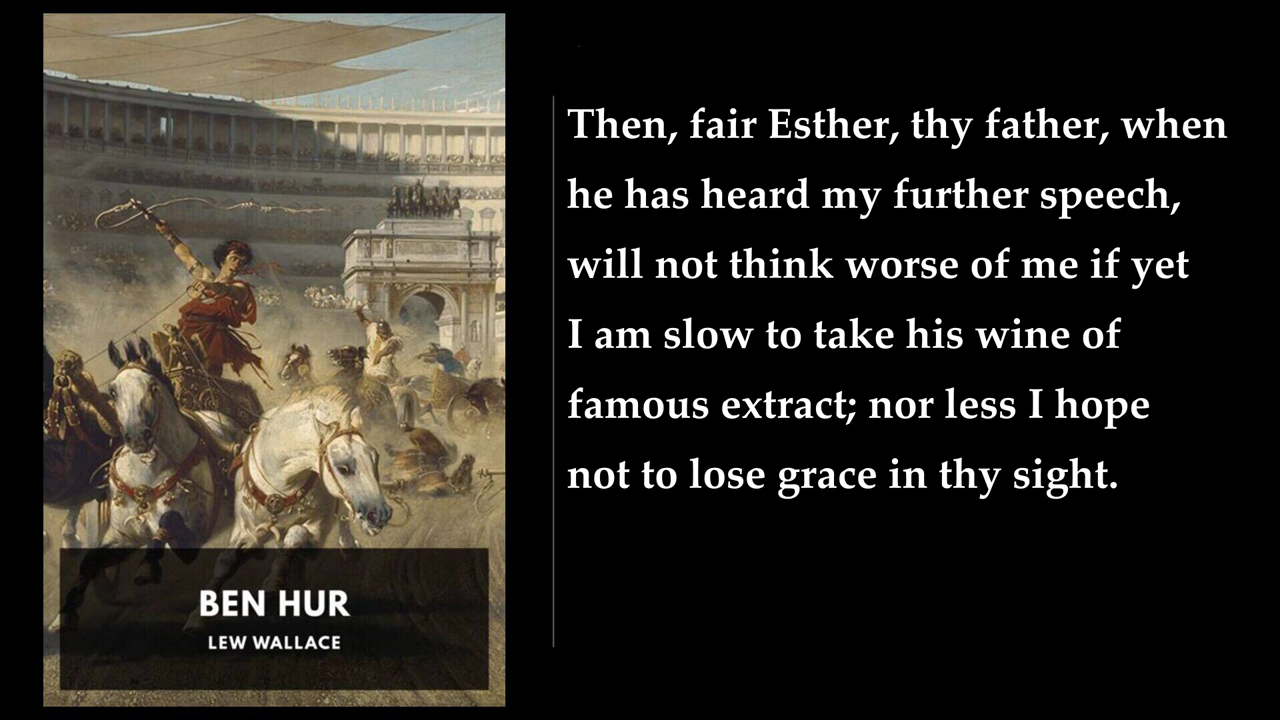 Then, fair Esther, thy father, when
he has heard my further speech,
will not think worse of me if yet
I am slow to take his wine of
famous extract; nor less I hope
not to lose grace in thy sight.
BEN HUR
LEW WALLACE